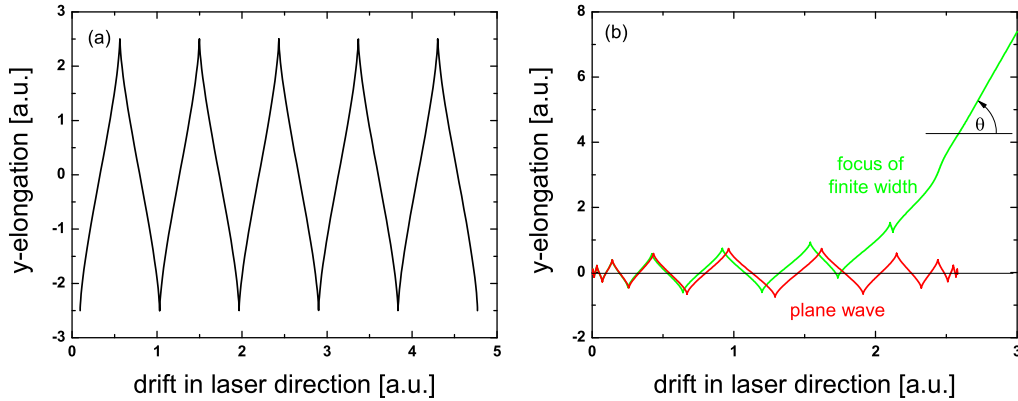 (a)
3
2
1
0
-1
-2
-3
y-elongation [a.u.]
0 1 2 3 4 5
drift in laser direction [a.u.]
(b)
8
6
4
2
0
-2
y-elongation [a.u.]
θ
focus of
finite width
plane wave
0 1 2 3
drift in laser direction [a.u.]